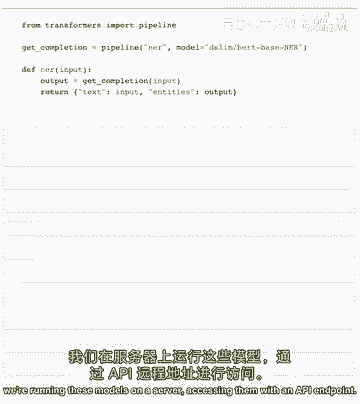 from transformers import pipeline
get_completion = pipeline("ner", model="dslim/bert-base-NER")
def ner(input):
output = get_completion(input)
return {"text": input, "entities": output}
我们在服务器上运行这些模型，通
过 API 远程地址进行访问。
we're running these models on a server, accessing them with an API endpoint.